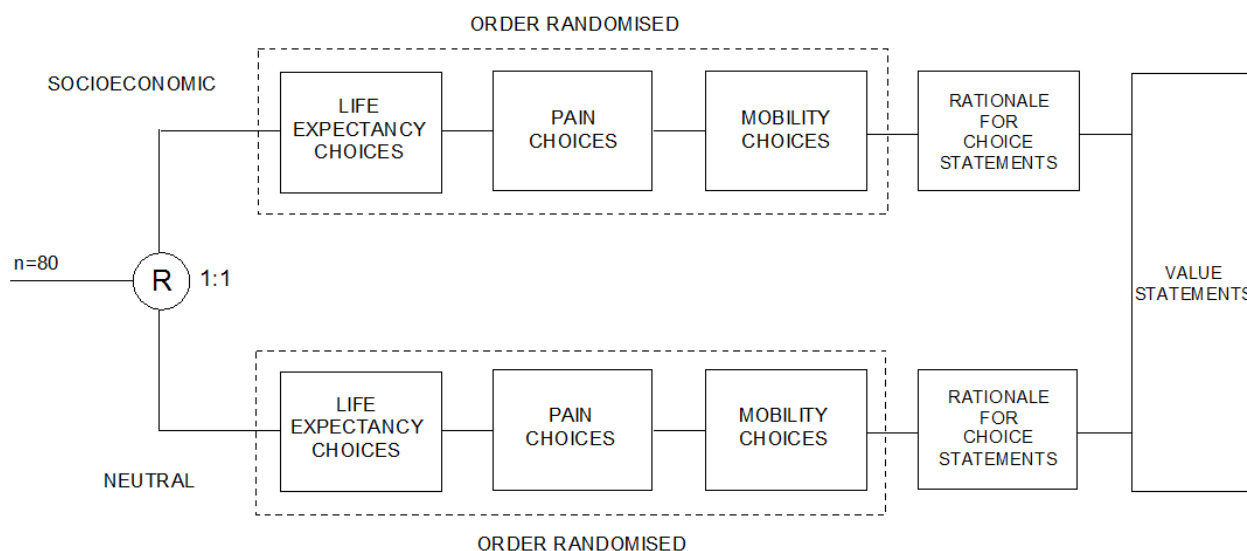 ORDER RANDOMISED
SOCIOECONOMIC
LIFE
EXPECTANCY
CHOICES
PAIN
CHOICES
MOBILITY
CHOICES
RATIONALE
FOR
CHOICE
STATEMENTS
n=80
R
1:1
VALUE
STATEMENTS
LIFE
EXPECTANCY
CHOICES
PAIN
CHOICES
MOBILITY
CHOICES
RATIONALE
FOR
CHOICE
STATEMENTS
NEUTRAL
ORDER RANDOMISED